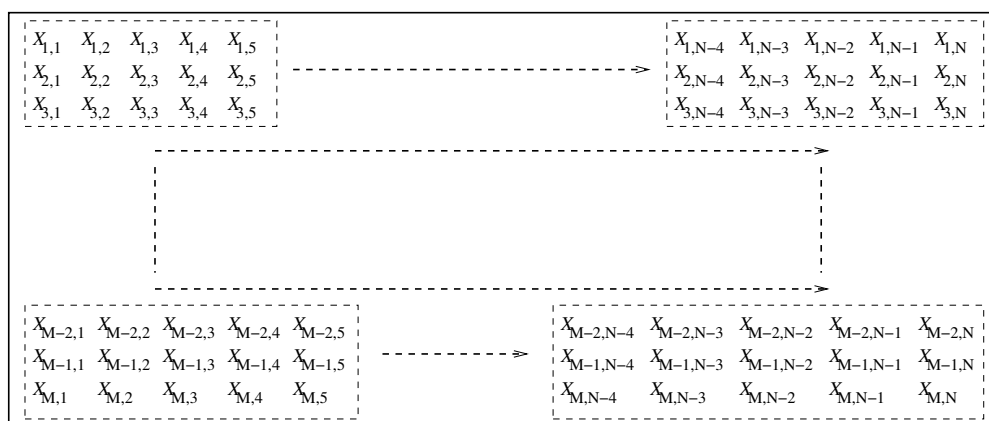 X1,1 X1,2 X1,3 X1,4 X1,5 X1,N−4 X1,N−3 X1,N−2 X1,N−1 X1,N
X2,1 X2,2 X2,3 X2,4 X2,5 X2,N−4 X2,N−3 X2,N−2 X2,N−1 X2,N
X3,1 X3,2 X3,3 X3,4 X3,5 X3,N−4 X3,N−3 X3,N−2 X3,N−1 X3,N
XM−2,1 XM−2,2 XM−2,3 XM−2,4 XM−2,5 XM−2,N−4 XM−2,N−3 XM−2,N−2 XM−2,N−1 XM−2,N
XM−1,1 XM−1,2 XM−1,3 XM−1,4 XM−1,5 XM−1,N−4 XM−1,N−3 XM−1,N−2 XM−1,N−1 XM−1,N
XM,1 XM,2 XM,3 XM,4 XM,5 XM,N−4 XM,N−3 XM,N−2 XM,N−1 XM,N